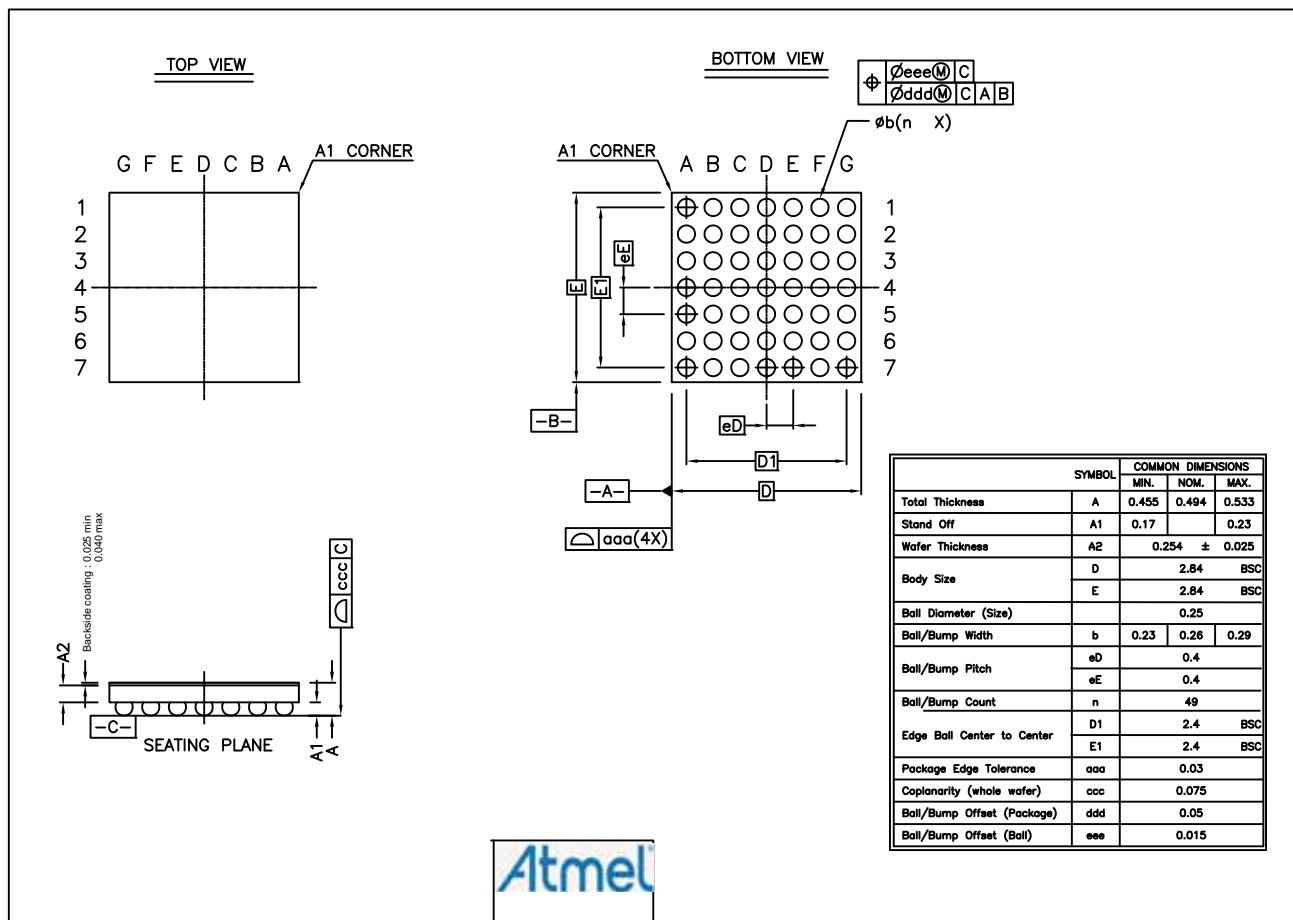 TOP VIEW
G F E D C B A
A1 CORNER
1
2
3
4
5
6
7
BOTTOM VIEW
Øeee Ⓜ C
Øddd Ⓜ C A B
øb(n X)
A1 CORNER
A B C D E F G
1
2
3
4
5
6
7
eE
E
E1
-B-
eD
D1
-A-
D
aaa(4X)
Backside coating : 0.025 min
0.040 max
A2
ccc C
-C-
SEATING PLANE
A1
A
SYMBOL COMMON DIMENSIONS
MIN. NOM. MAX.
Total Thickness A 0.455 0.494 0.533
Stand Off A1 0.17 0.23
Wafer Thickness A2 0.254 ± 0.025
Body Size D 2.84 BSC
E 2.84 BSC
Ball Diameter (Size) 0.25
Ball/Bump Width b 0.23 0.26 0.29
Ball/Bump Pitch eD 0.4
eE 0.4
Ball/Bump Count n 49
Edge Ball Center to Center D1 2.4 BSC
E1 2.4 BSC
Package Edge Tolerance aaa 0.03
Coplanarity (whole wafer) ccc 0.075
Ball/Bump Offset (Package) ddd 0.05
Ball/Bump Offset (Ball) eee 0.015
Atmel